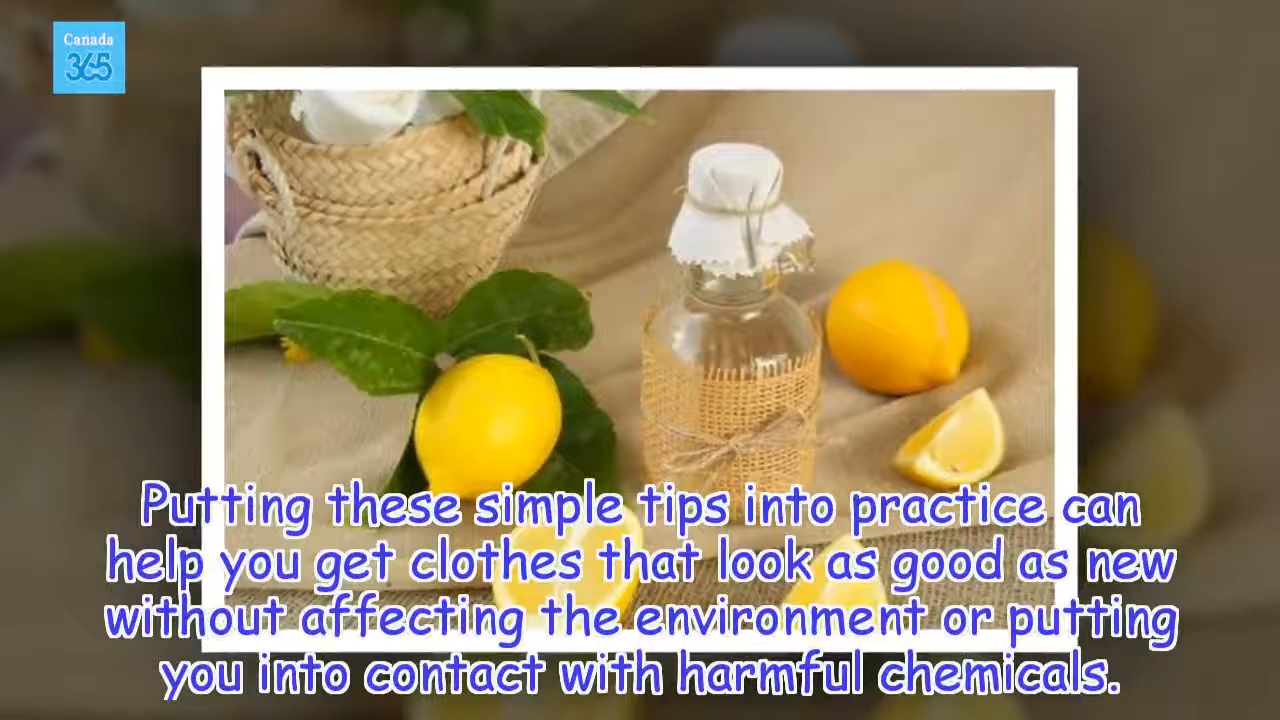 Canada
365
Putting these simple tips into practice can
help you get clothes that look as good as new
without affecting the environment or putting
you into contact with harmful chemicals.